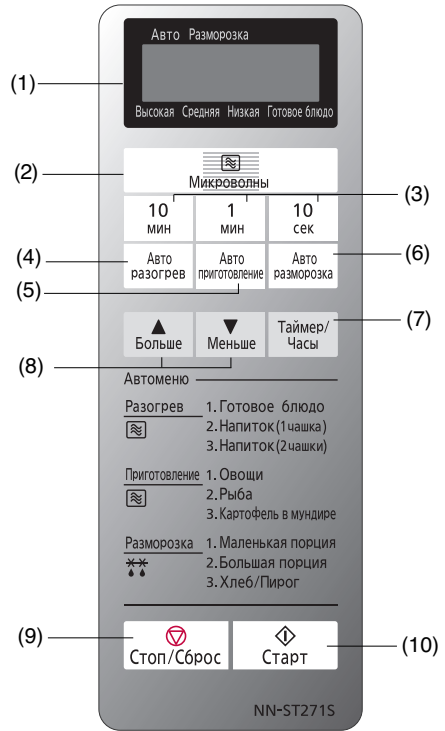 Авто Разморозка
(1)
Высокая Средняя Низкая Готовое блюдо
(2)
Микроволны
(3)
10 мин
1 мин
10 сек
(4)
Авто разогрев
Авто приготовление
Авто разморозка
(6)
(5)
(7)
Больше
Меньше
Таймер/Часы
(8)
Автоменю
Разогрев 1. Готовое блюдо
2. Напиток (1 чашка)
3. Напиток (2 чашки)
Приготовление 1. Овощи
2. Рыба
3. Картофель в мундире
Разморозка 1. Маленькая порция
2. Большая порция
3. Хлеб/Пирог
(9)
Стоп/Сброс
Старт
(10)
NN-ST271S